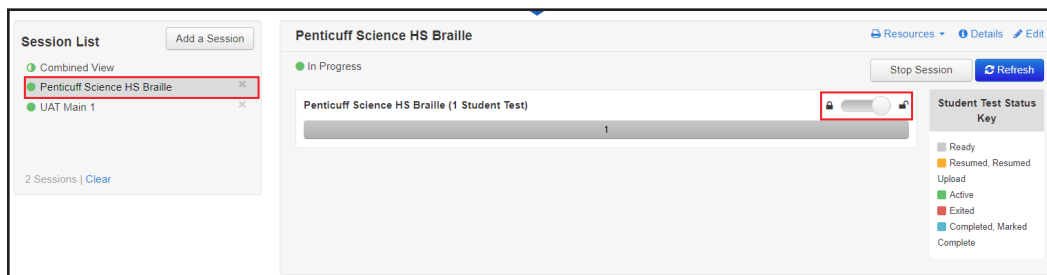 Session List
Add a Session
Combined View
Penticuff Science HS Braille
UAT Main 1
2 Sessions | Clear
Penticuff Science HS Braille
Resources
Details
Edit
In Progress
Stop Session
Refresh
Penticuff Science HS Braille (1 Student Test)
1
Student Test Status
Key
Ready
Resumed, Resumed
Upload
Active
Exited
Completed, Marked
Complete